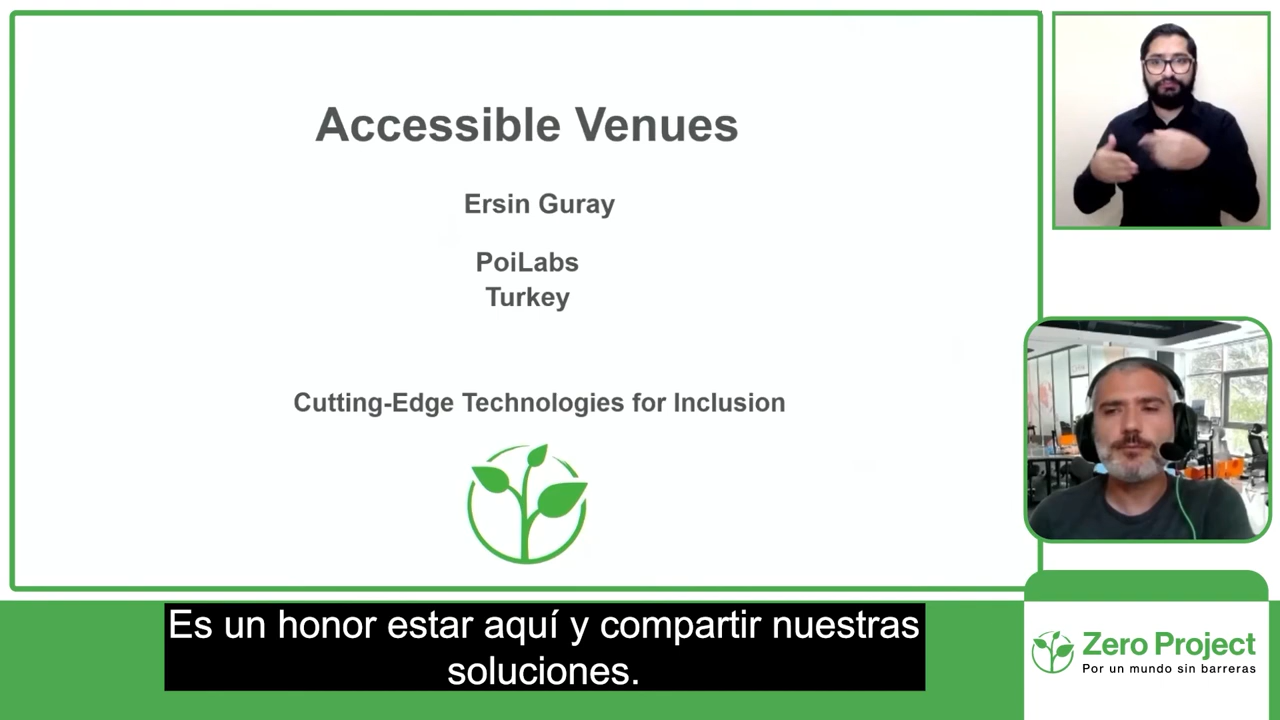 Accessible Venues
Ersin Guray
PoiLabs
Turkey
Cutting-Edge Technologies for Inclusion
Es un honor estar aquí y compartir nuestras
soluciones.
Zero Project
Por un mundo sin barreras